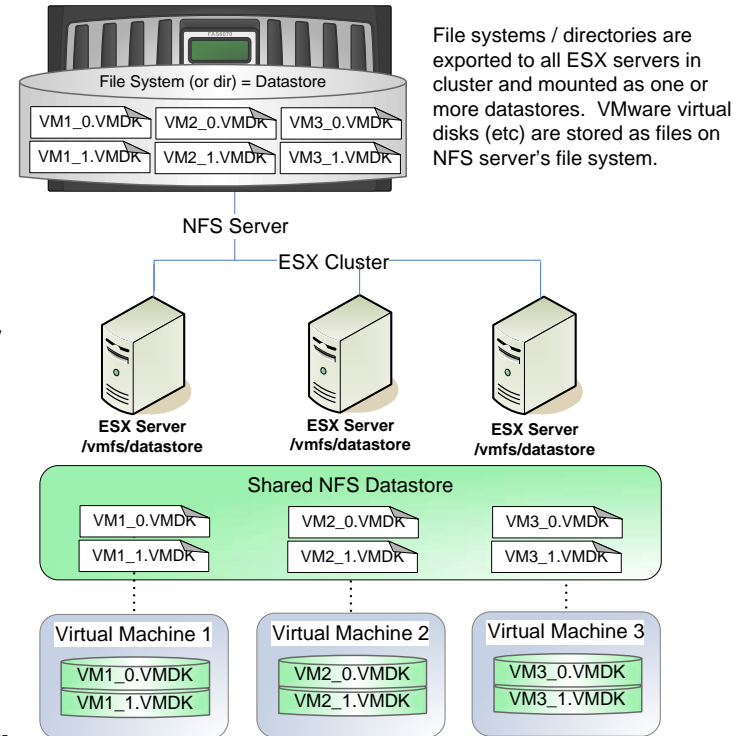 FAS8070
File System (or dir) = Datastore
VM1_0.VMDK VM2_0.VMDK VM3_0.VMDK
VM1_1.VMDK VM2_1.VMDK VM3_1.VMDK
File systems / directories are
exported to all ESX servers in
cluster and mounted as one or
more datastores. VMware virtual
disks (etc) are stored as files on
NFS server's file system.
NFS Server
ESX Cluster
ESX Server
/vmfs/datastore
ESX Server
/vmfs/datastore
ESX Server
/vmfs/datastore
Shared NFS Datastore
VM1_0.VMDK VM2_0.VMDK VM3_0.VMDK
VM1_1.VMDK VM2_1.VMDK VM3_1.VMDK
Virtual Machine 1
VM1_0.VMDK
VM1_1.VMDK
Virtual Machine 2
VM2_0.VMDK
VM2_1.VMDK
Virtual Machine 3
VM3_0.VMDK
VM3_1.VMDK